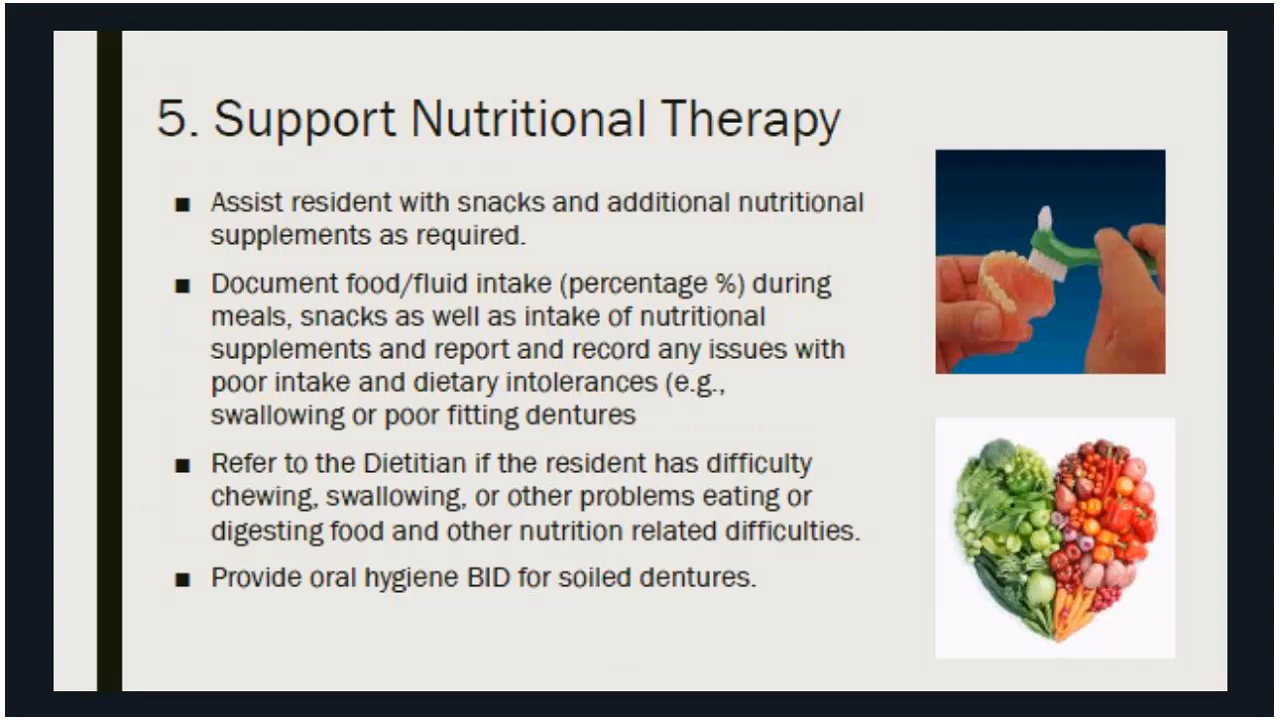 5. Support Nutritional Therapy
■ Assist resident with snacks and additional nutritional
supplements as required.
■ Document food/fluid intake (percentage %) during
meals, snacks as well as intake of nutritional
supplements and report and record any issues with
poor intake and dietary intolerances (e.g.,
swallowing or poor fitting dentures
■ Refer to the Dietitian if the resident has difficulty
chewing, swallowing, or other problems eating or
digesting food and other nutrition related difficulties.
■ Provide oral hygiene BID for soiled dentures.